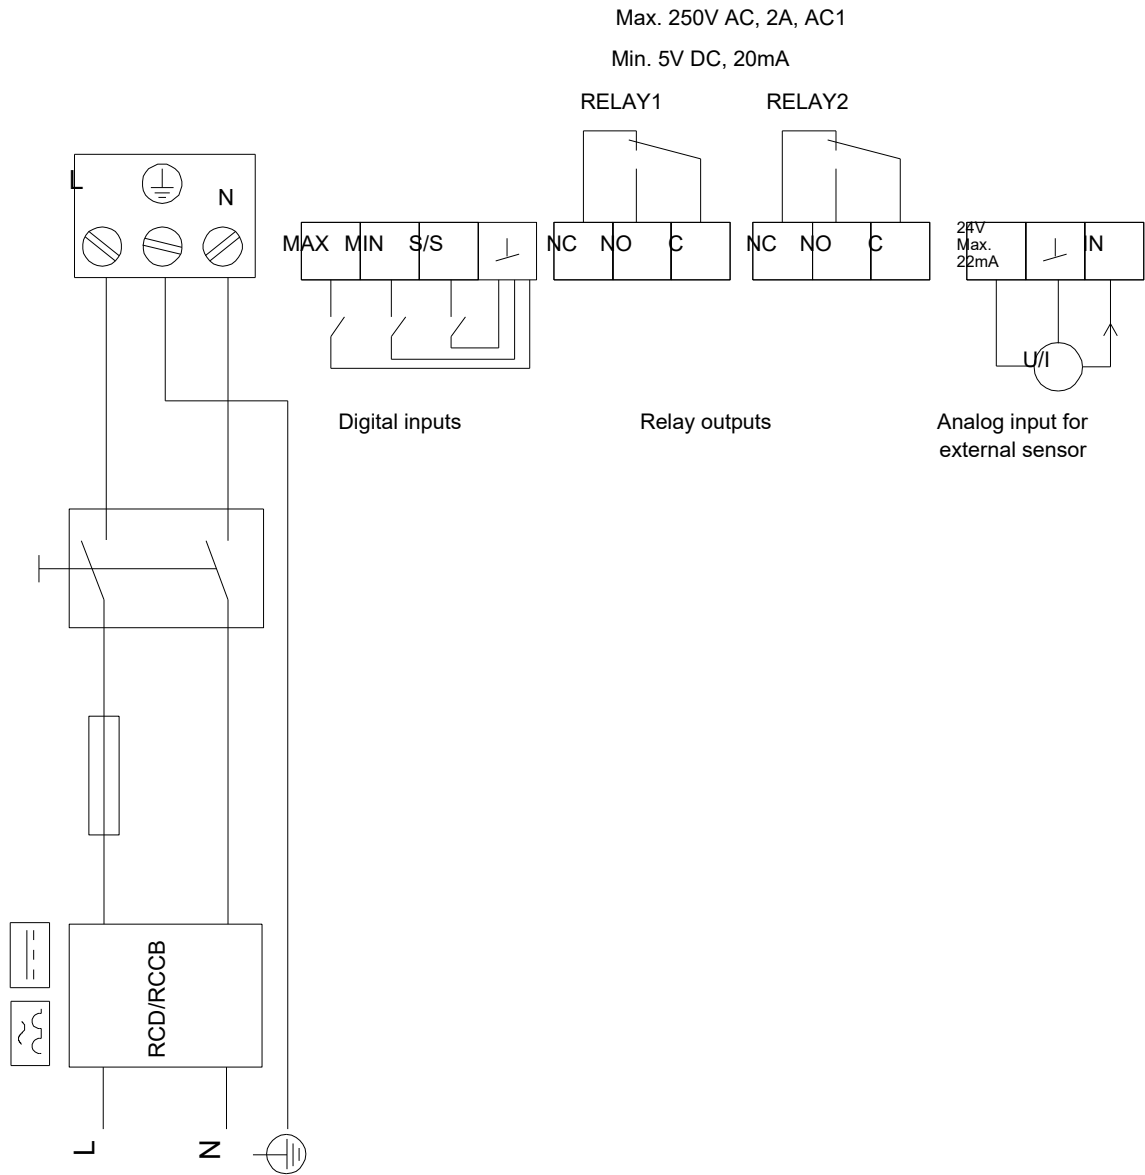 Max. 250V AC, 2A, AC1
Min. 5V DC, 20mA
RELAY1 RELAY2
L N
MAX MIN S/S
NC NO C
NC NO C
24V
Max.
22mA
IN
U/I
Digital inputs
Relay outputs
Analog input for
external sensor
RCD/RCCB
L N